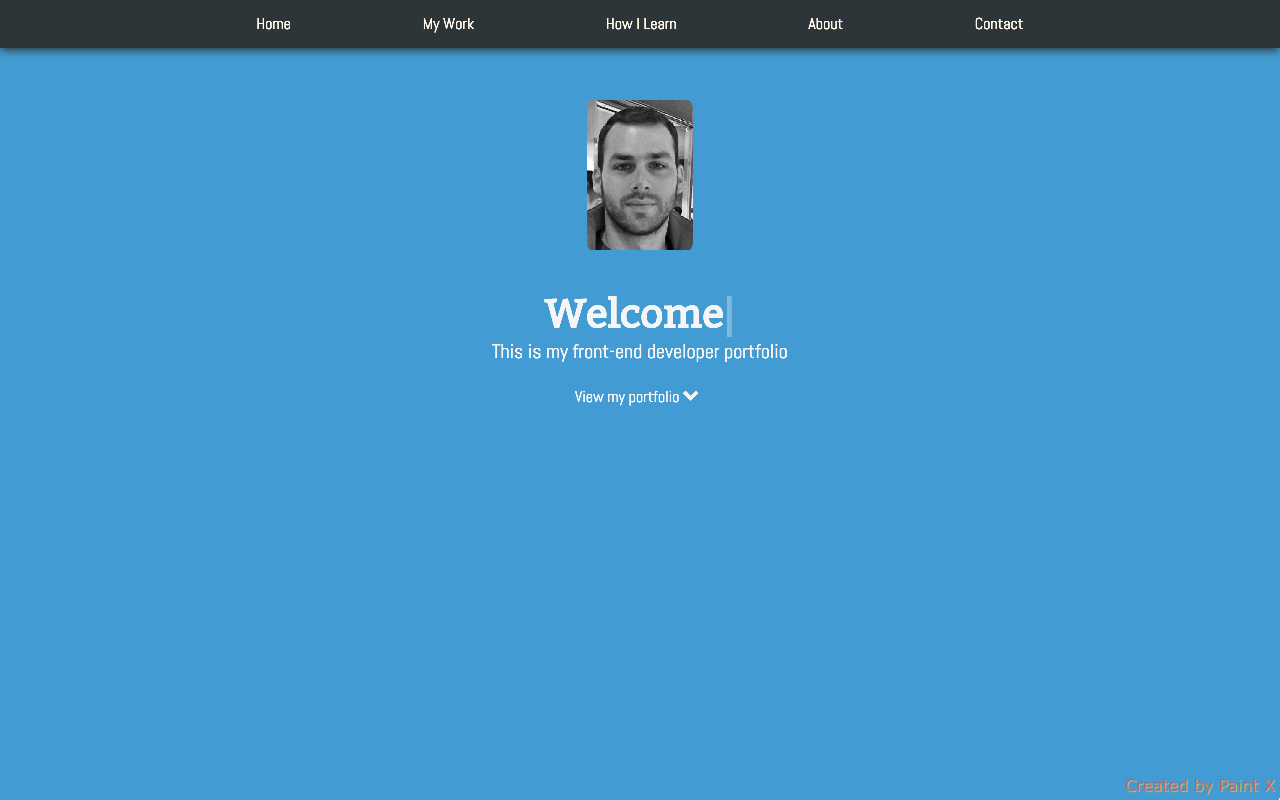 Home My Work How I Learn About Contact
Welcome
This is my front-end developer portfolio
View my portfolio
Created by Paint X